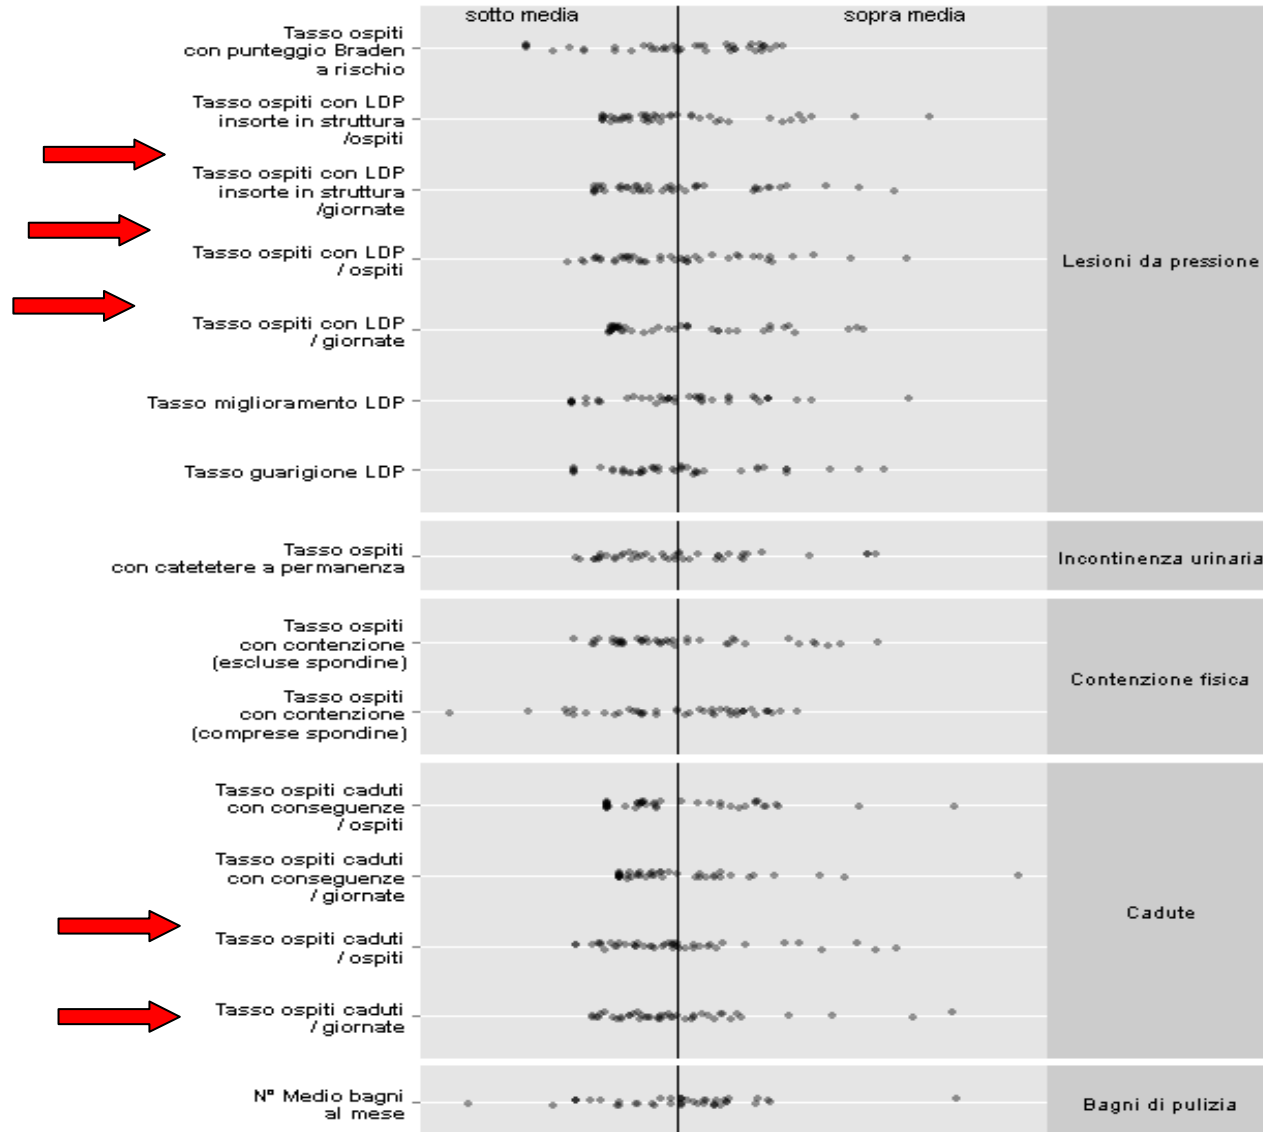 sotto media
sopra media
Tasso ospiti
con punteggio Braden
a rischio
Tasso ospiti con LDP
insorte in struttura
/ospiti
Tasso ospiti con LDP
insorte in struttura
/giornate
Tasso ospiti con LDP
/ ospiti
Tasso ospiti con LDP
/ giornate
Tasso miglioramento LDP
Tasso guarigione LDP
Lesioni da pressione
Tasso ospiti
con catetetere a permanenza
Incontinenza urinaria
Tasso ospiti
con contenzione
(escluse spondine)
Tasso ospiti
con contenzione
(comprese spondine)
Contenzione fisica
Tasso ospiti caduti
con conseguenze
/ ospiti
Tasso ospiti caduti
con conseguenze
/ giornate
Tasso ospiti caduti
/ ospiti
Tasso ospiti caduti
/ giornate
Cadute
N° Medio bagni
al mese
Bagni di pulizia